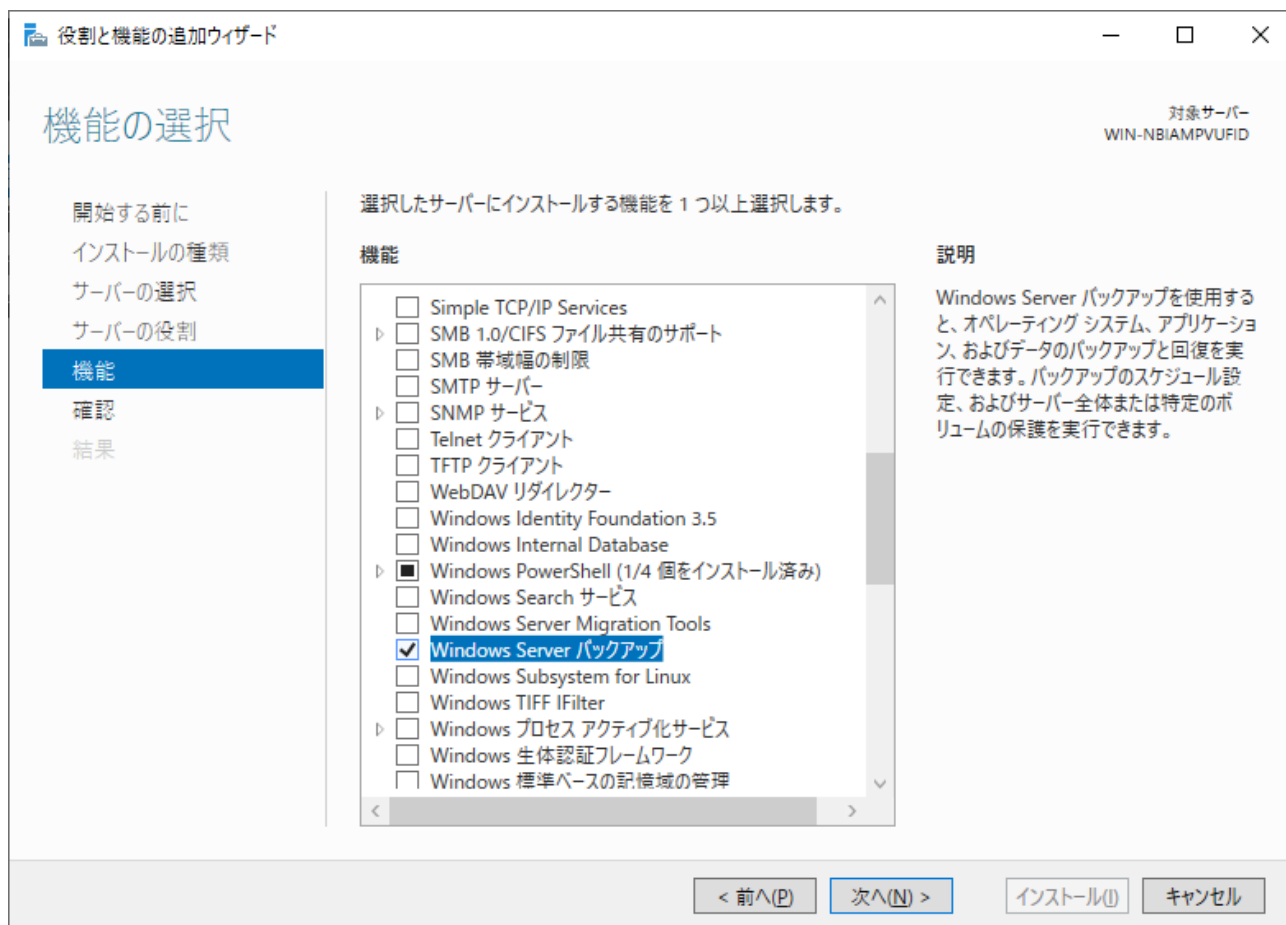 役割と機能の追加ウィザード
機能の選択
対象サーバー
WIN-NBIAMPVUFID
開始する前に
インストールの種類
サーバーの選択
サーバーの役割
機能
確認
結果
選択したサーバーにインストールする機能を 1 つ以上選択します。
機能
Simple TCP/IP Services
SMB 1.0/CIFS ファイル共有のサポート
SMB 帯域幅の制限
SMTP サーバー
SNMP サービス
Telnet クライアント
TFTP クライアント
WebDAV リダイレクター
Windows Identity Foundation 3.5
Windows Internal Database
Windows PowerShell (1/4 個をインストール済み)
Windows Search サービス
Windows Server Migration Tools
Windows Server バックアップ
Windows Subsystem for Linux
Windows TIFF IFilter
Windows プロセス アクティブ化サービス
Windows 生体認証フレームワーク
Windows 標準ベースの記憶域の管理
説明
Windows Server バックアップを使用する
と、オペレーティング システム、アプリケーショ
ン、およびデータのバックアップと回復を実
行できます。バックアップのスケジュール設
定、およびサーバー全体または特定のボ
リュームの保護を実行できます。
< 前へ(P)
次へ(N) >
インストール(I)
キャンセル